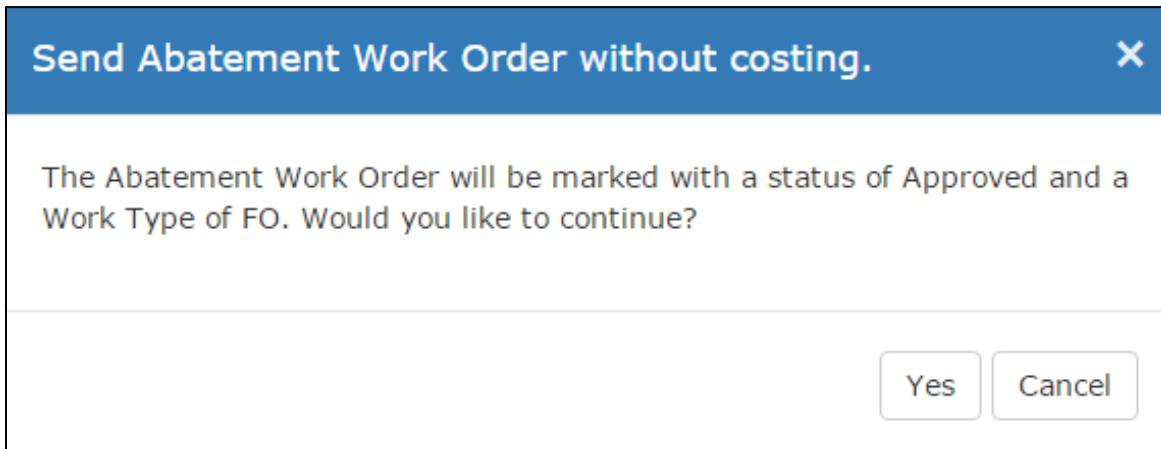 Send Abatement Work Order without costing. ×
The Abatement Work Order will be marked with a status of Approved and a
Work Type of FO. Would you like to continue?
Yes Cancel